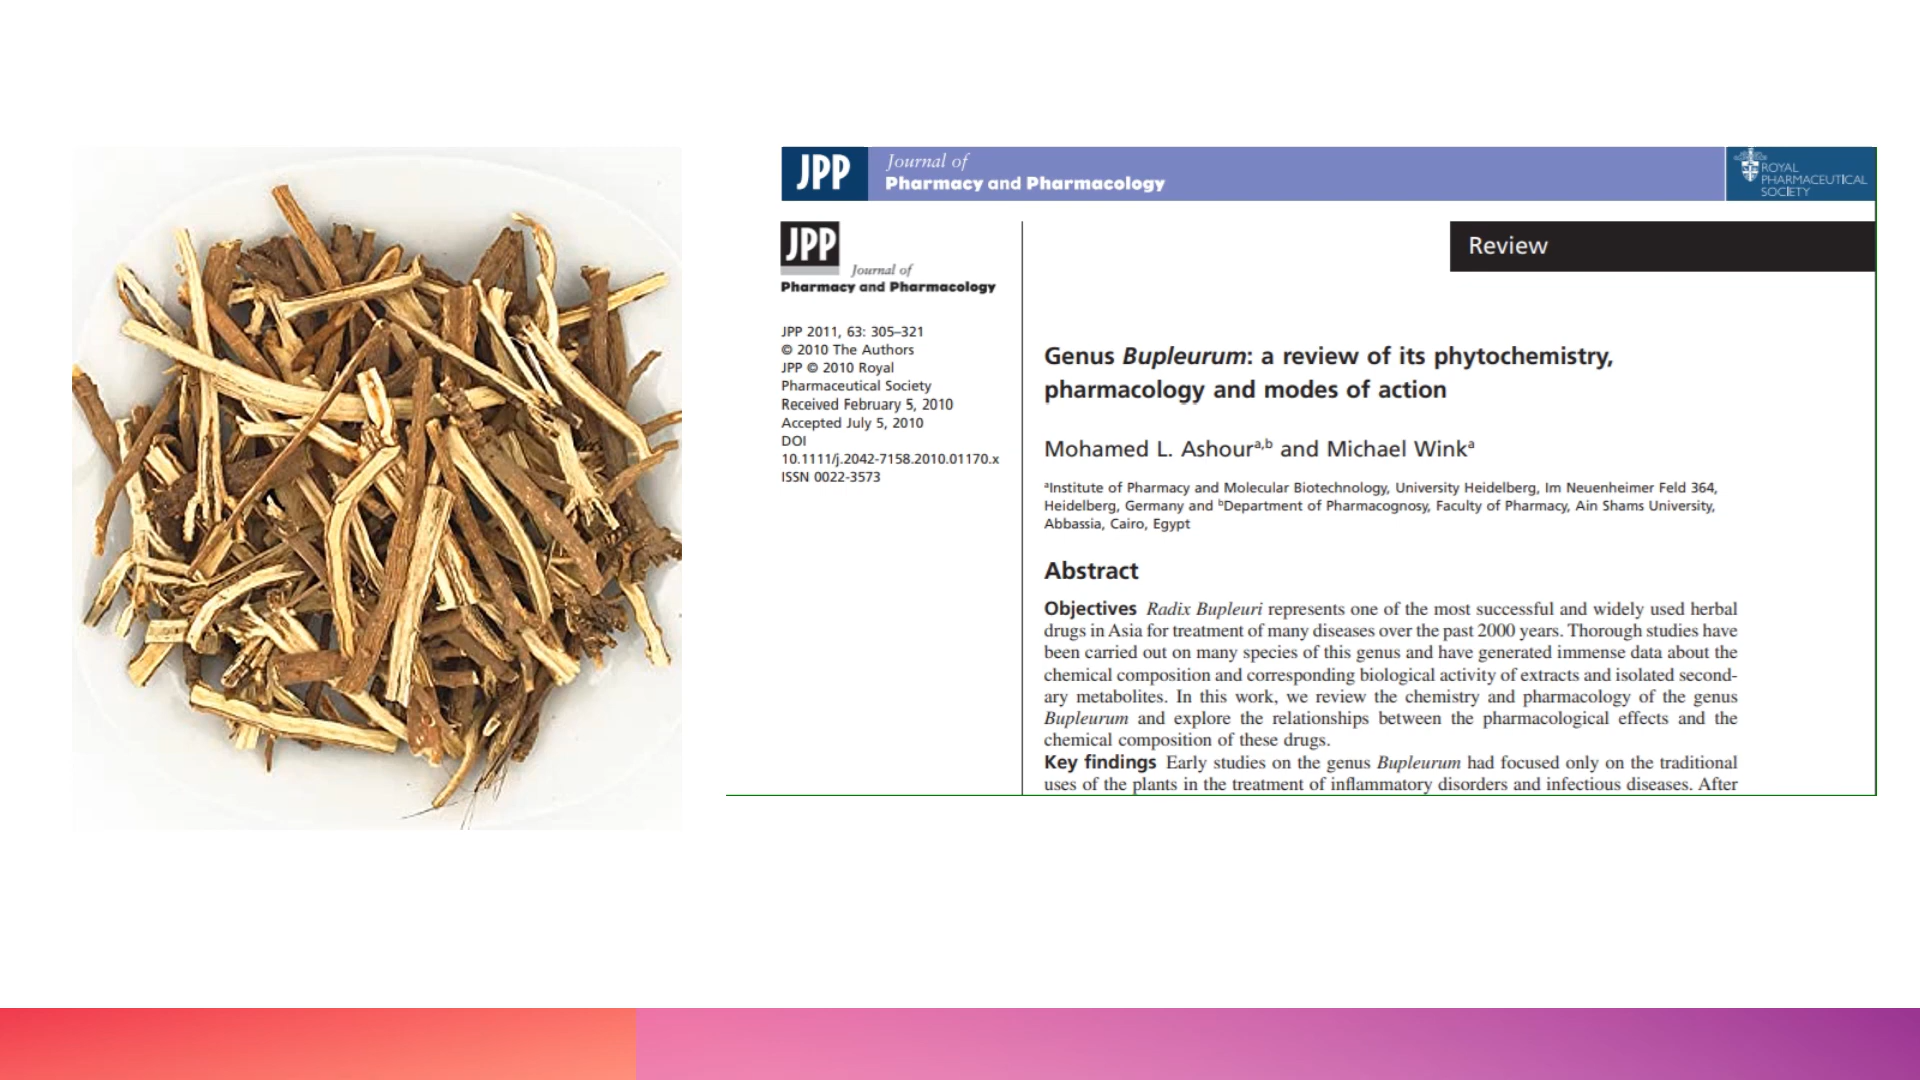 JPP
Journal of
Pharmacy and Pharmacology
ROYAL
PHARMACEUTICAL
SOCIETY
JPP
Journal of
Pharmacy and Pharmacology
JPP 2011, 63: 305–321
© 2010 The Authors
JPP © 2010 Royal
Pharmaceutical Society
Received February 5, 2010
Accepted July 5, 2010
DOI
10.1111/j.2042-7158.2010.01170.x
ISSN 0022-3573
Review
Genus Bupleurum: a review of its phytochemistry,
pharmacology and modes of action
Mohamed L. Ashoura,b and Michael Winka
aInstitute of Pharmacy and Molecular Biotechnology, University Heidelberg, Im Neuenheimer Feld 364,
Heidelberg, Germany and bDepartment of Pharmacognosy, Faculty of Pharmacy, Ain Shams University,
Abbassia, Cairo, Egypt
Abstract
Objectives Radix Bupleuri represents one of the most successful and widely used herbal
drugs in Asia for treatment of many diseases over the past 2000 years. Thorough studies have
been carried out on many species of this genus and have generated immense data about the
chemical composition and corresponding biological activity of extracts and isolated second-
ary metabolites. In this work, we review the chemistry and pharmacology of the genus
Bupleurum and explore the relationships between the pharmacological effects and the
chemical composition of these drugs.
Key findings Early studies on the genus Bupleurum had focused only on the traditional
uses of the plants in the treatment of inflammatory disorders and infectious diseases. After